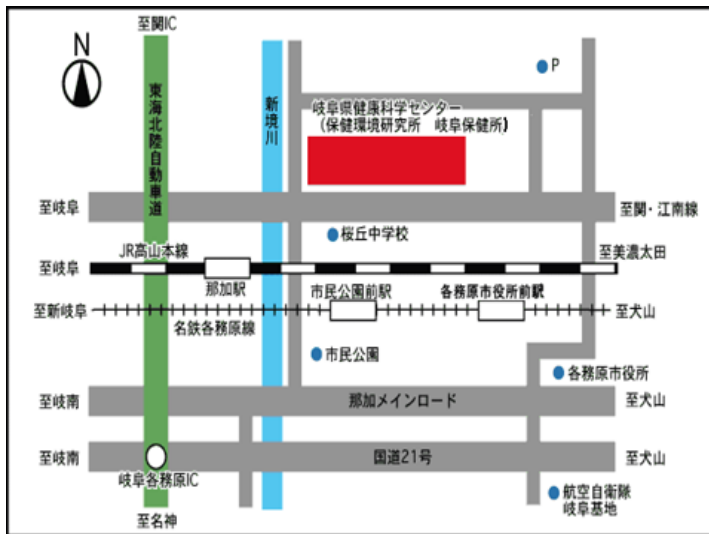 至関IC
N
P
東海北陸自動車道
新境川
岐阜県健康科学センター
(保健環境研究所 岐阜保健所)
至岐阜
至関・江南線
桜丘中学校
JR高山本線
至美濃太田
至岐阜
那加駅
市民公園前駅
各務原市役所前駅
至新岐阜
至犬山
名鉄各務原線
市民公園
各務原市役所
至岐南
那加メインロード
至犬山
至岐南
国道21号
至犬山
岐阜各務原IC
航空自衛隊
岐阜基地
至名神